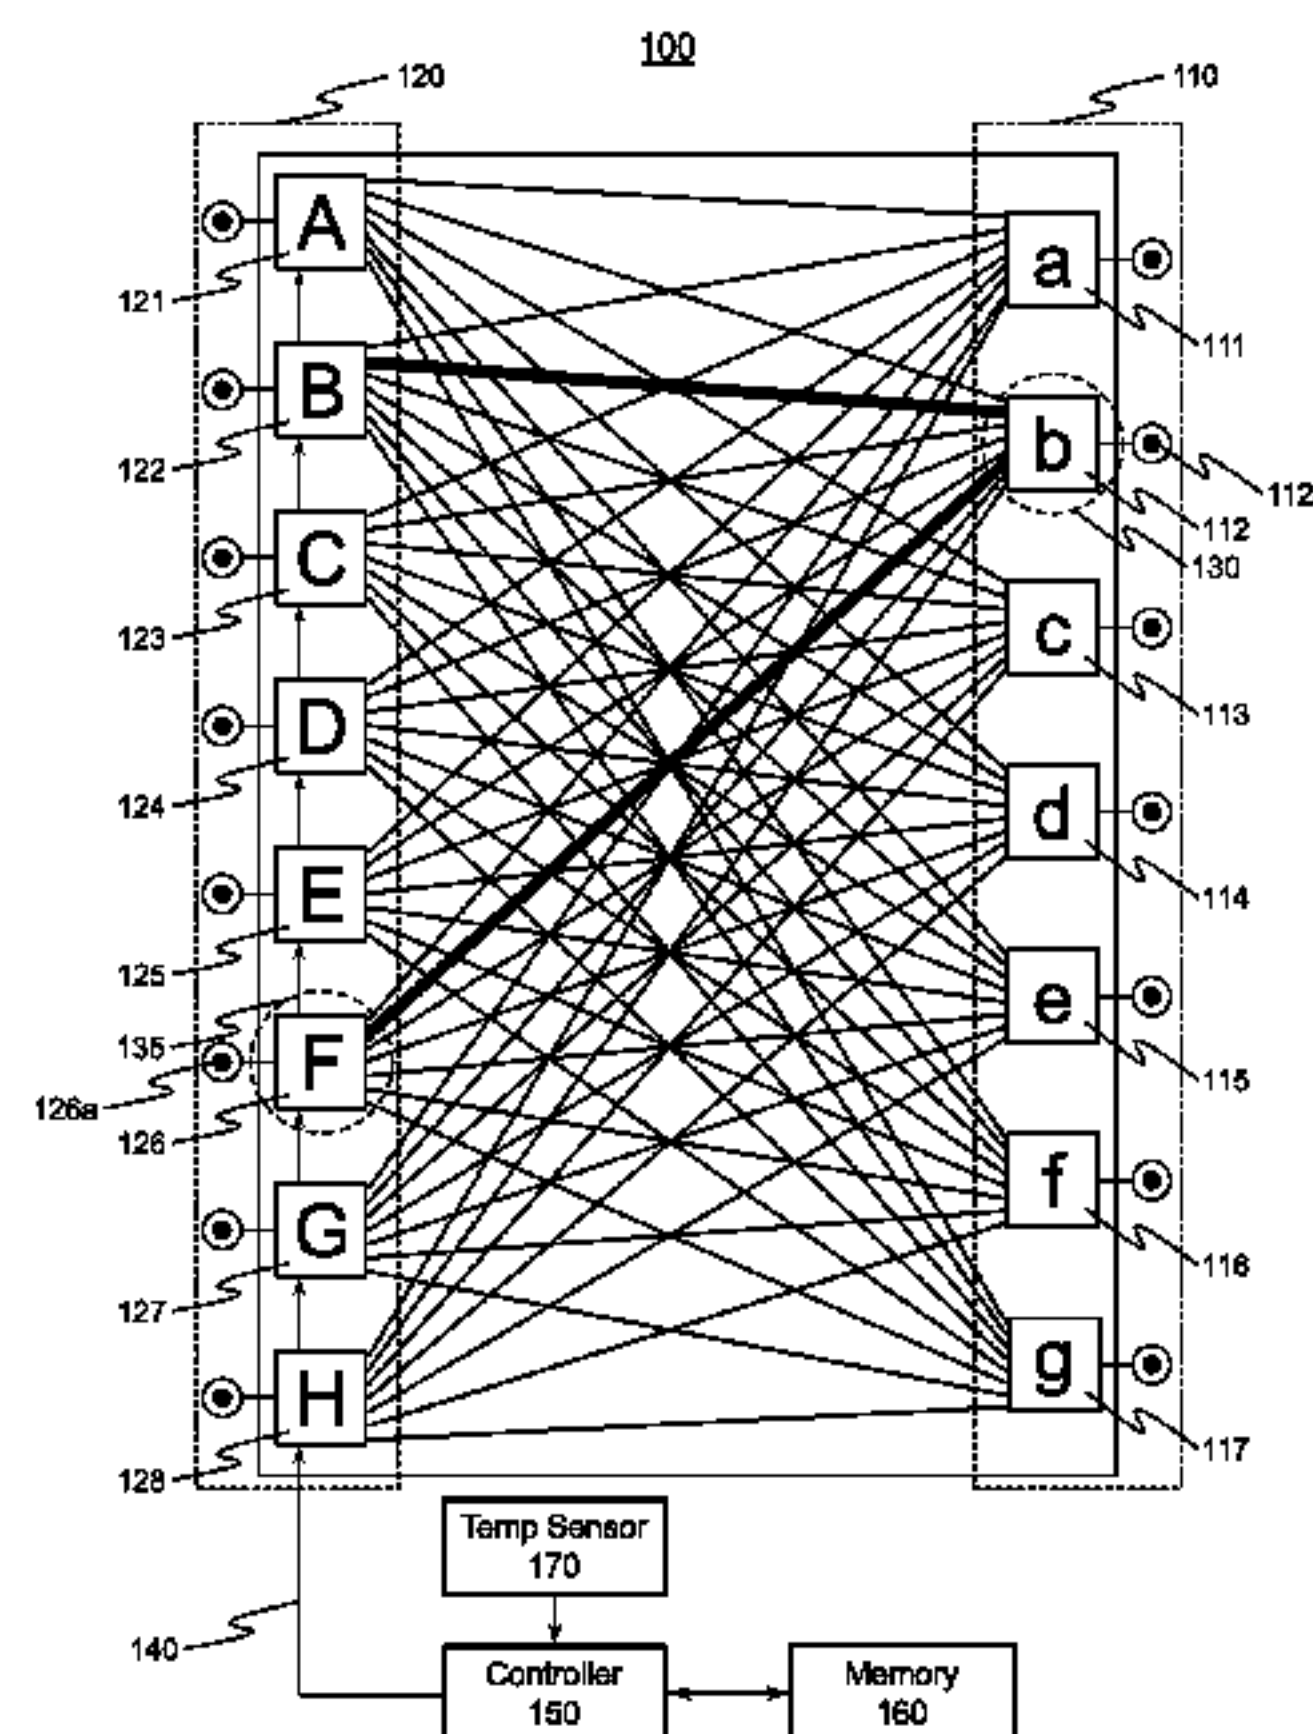 100
120
110
A
121
a
111
B
122
b
112
112
130
C
123
c
113
D
124
d
114
E
125
e
115
135
F
126a
126
f
116
G
127
g
117
H
128
Temp Sensor
170
140
Controller
150
Memory
160